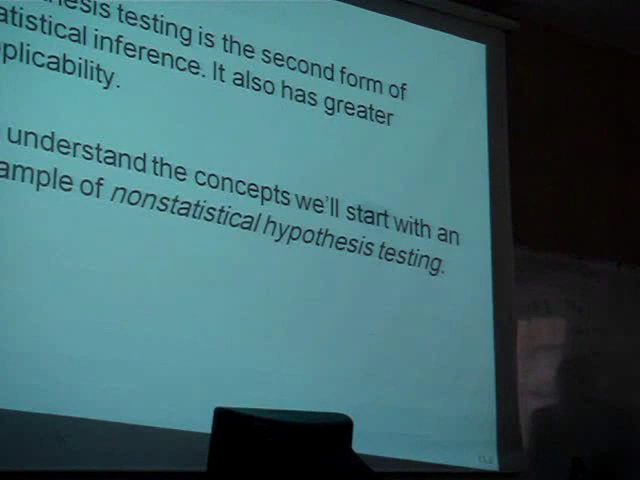 hesis testing is the second form of
atistical inference. It also has greater
plicability.
understand the concepts we'll start with an
ample of nonstatistical hypothesis testing.